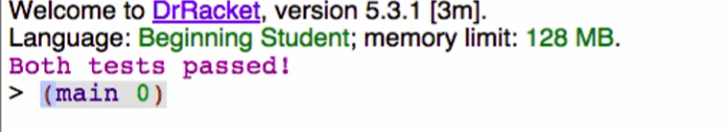 Welcome to DrRacket, version 5.3.1 [3m].
Language: Beginning Student; memory limit: 128 MB.
Both tests passed!
> (main 0)